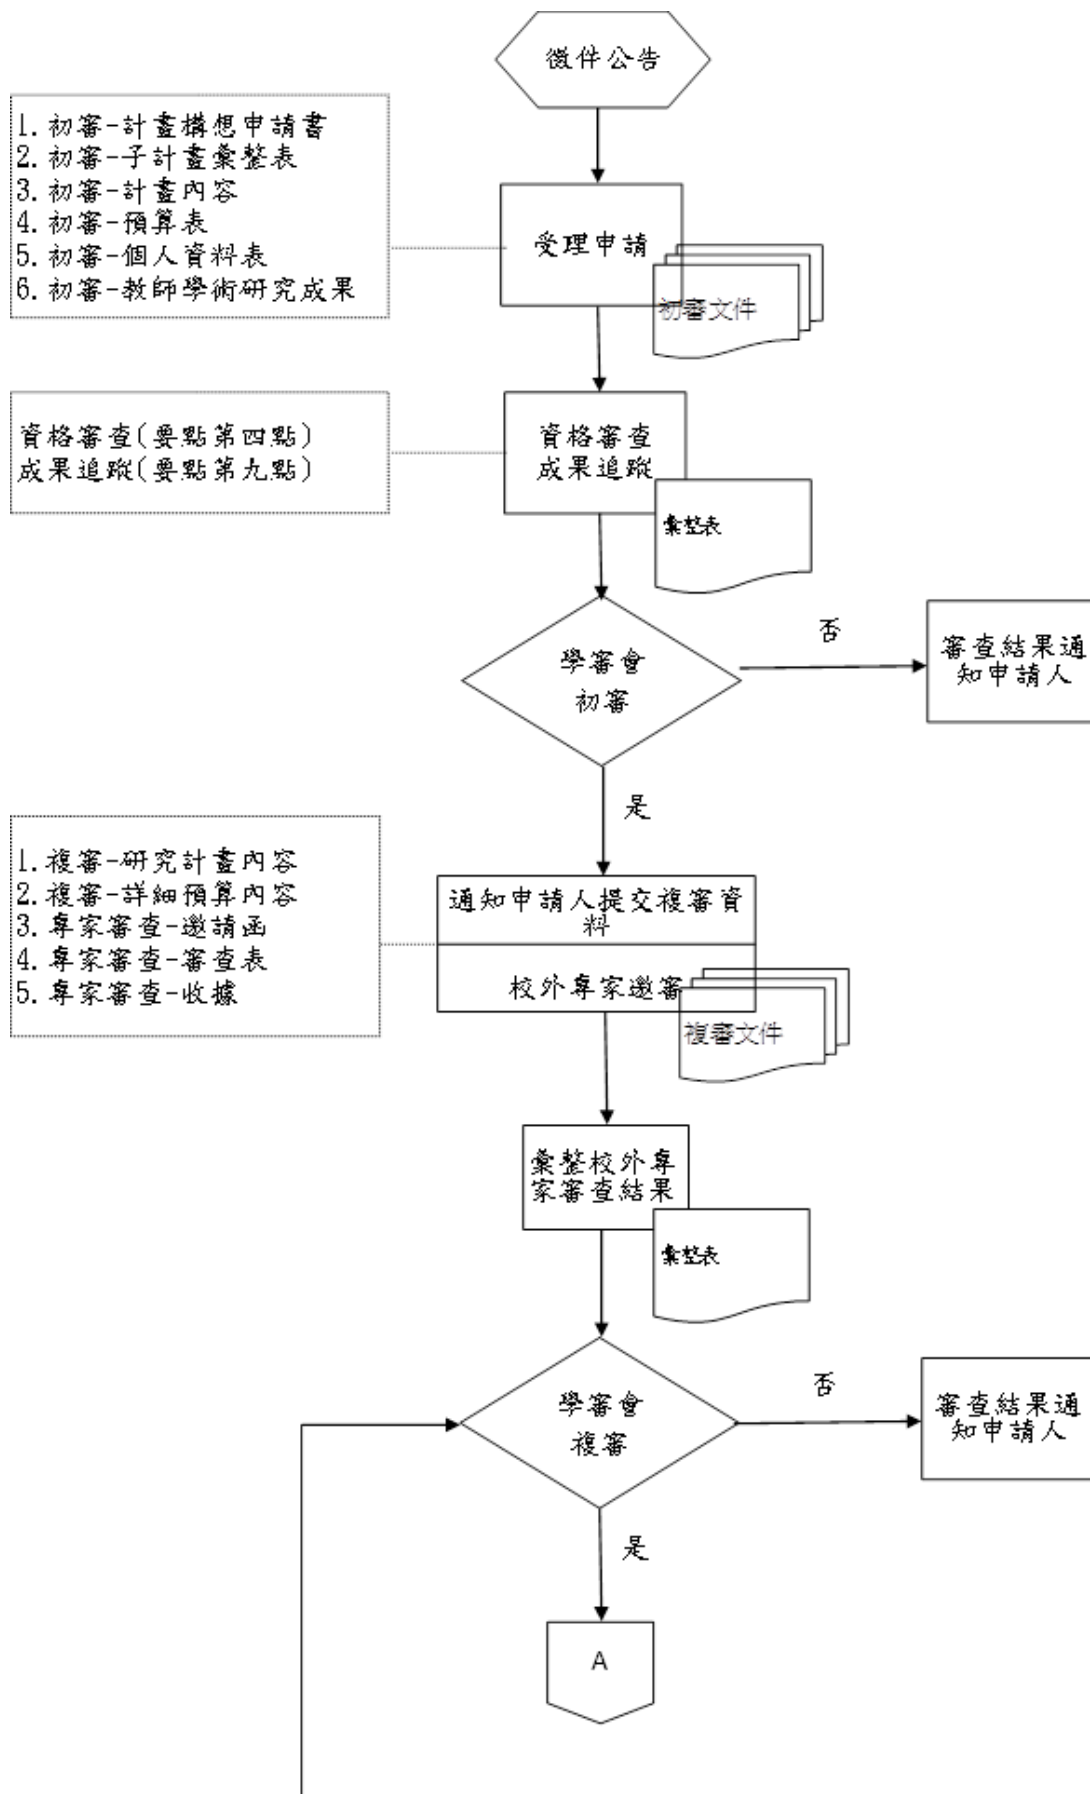 徵件公告
1. 初審-計畫構想申請書
2. 初審-子計畫彙整表
3. 初審-計畫內容
4. 初審-預算表
5. 初審-個人資料表
6. 初審-教師學術研究成果
受理申請
初審文件
資格審查(要點第四點)
成果追蹤(要點第九點)
資格審查
成果追蹤
彙整表
學審會
初審
否
審查結果通
知申請人
是
1. 複審-研究計畫內容
2. 複審-詳細預算內容
3. 專家審查-邀請函
4. 專家審查-審查表
5. 專家審查-收據
通知申請人提交複審資
料
校外專家邀審
複審文件
彙整校外專
家審查結果
彙整表
學審會
複審
否
審查結果通
知申請人
是
A